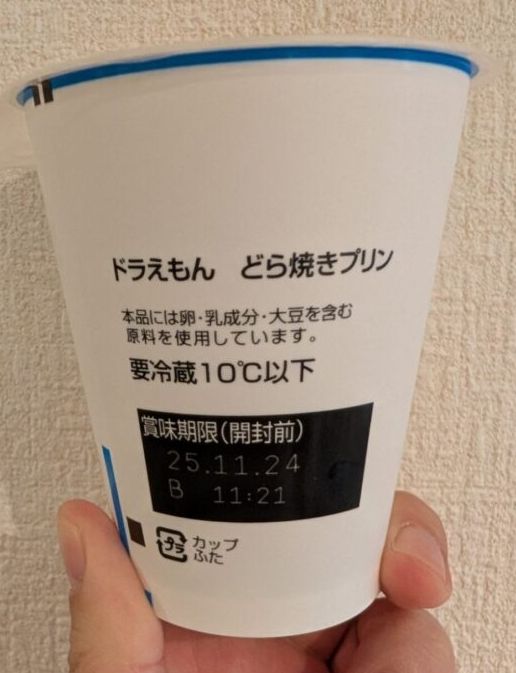 ドラえもん　どら焼きプリン
本品には卵・乳成分・大豆を含む
原料を使用しています。
要冷蔵10℃以下
賞味期限(開封前)
25.11.24
B 11:21
プラ
カップ
ふた